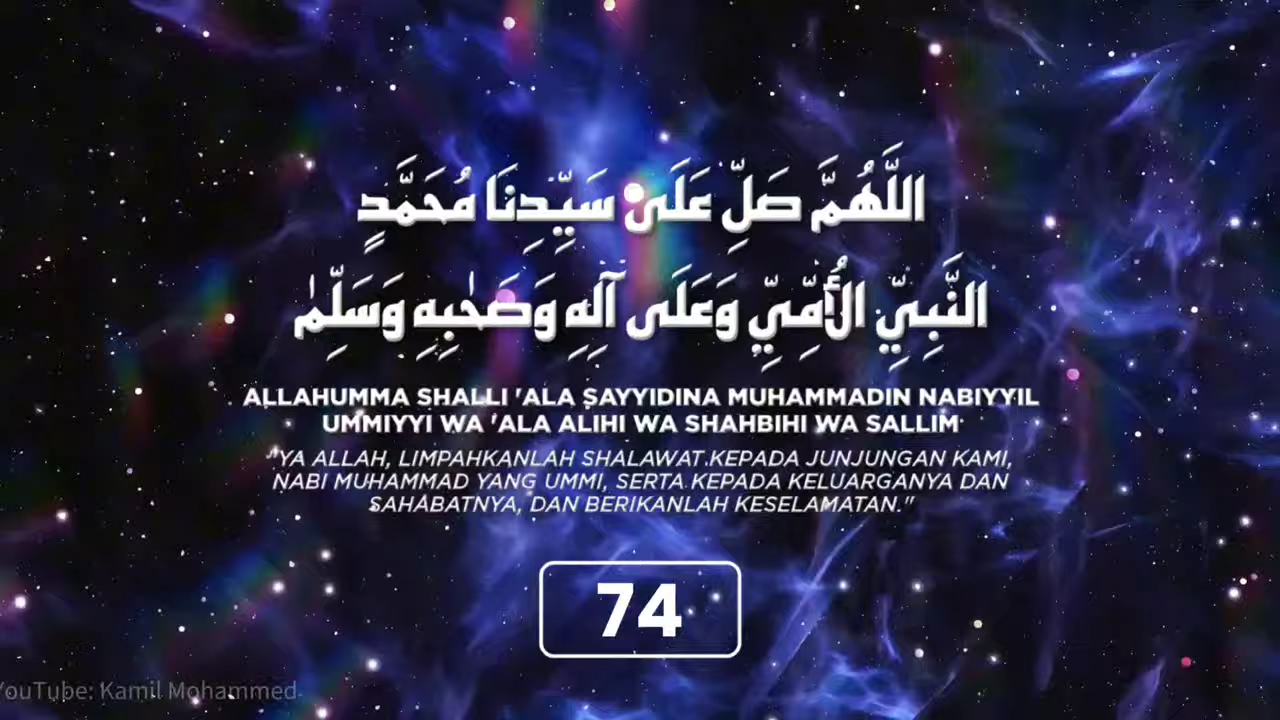 اللَّهُمَّ صَلِّ عَلَى سَيِّدِنَا مُحَمَّدٍ
النَّبِيِّ الْأُمِّيِّ وَعَلَى آلِهِ وَصَحْبِهِ وَسَلِّمْ
ALLAHUMMA SHALLI 'ALA SAYYIDINA MUHAMMADIN NABIYYIL
UMMIYYI WA 'ALA ALIHI WA SHAHBIHI WA SALLIM
"YA ALLAH, LIMPAHKANLAH SHALAWAT KEPADA JUNJUNGAN KAMI,
NABI MUHAMMAD YANG UMMI, SERTA KEPADA KELUARGANYA DAN
SAHABATNYA, DAN BERIKANLAH KESELAMATAN."
74
YouTube: Kamil Mohammed